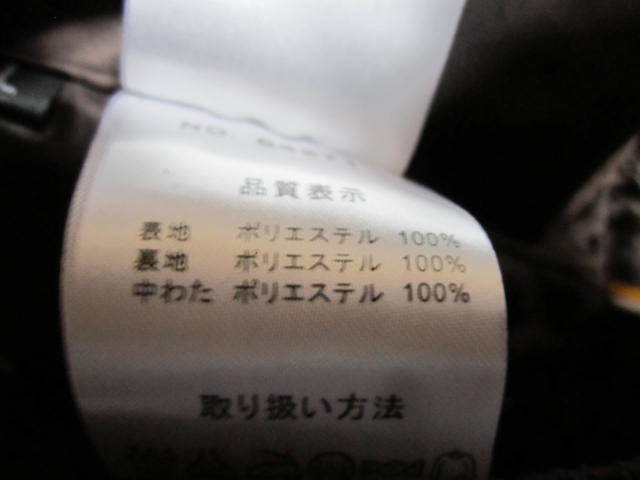 品質表示
表地 ポリエステル 100%
裏地 ポリエステル 100%
中わた ポリエステル 100%
取り扱い方法